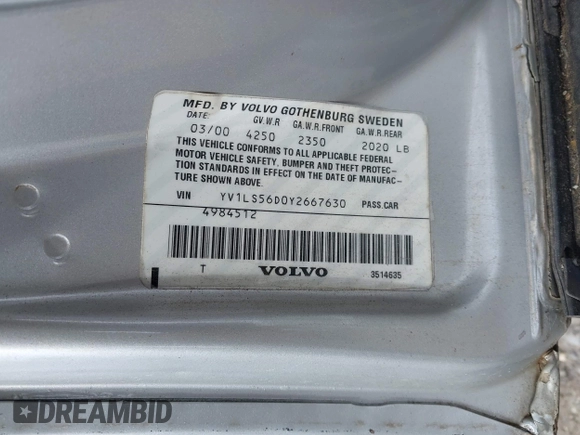 MFD. BY VOLVO GOTHENBURG SWEDEN
DATE: G.V.W.R GA.W.R.FRONT GA.W.R.REAR
03/00 4250 2350 2020 LB
THIS VEHICLE CONFORMS TO ALL APPLICABLE FEDERAL
MOTOR VEHICLE SAFETY, BUMPER AND THEFT PROTEC-
TION STANDARDS IN EFFECT ON THE DATE OF MANUFAC-
TURE SHOWN ABOVE.
VIN YV1LS56D0Y2667630 PASS.CAR
4984512
T VOLVO 3514635
DREAMBID